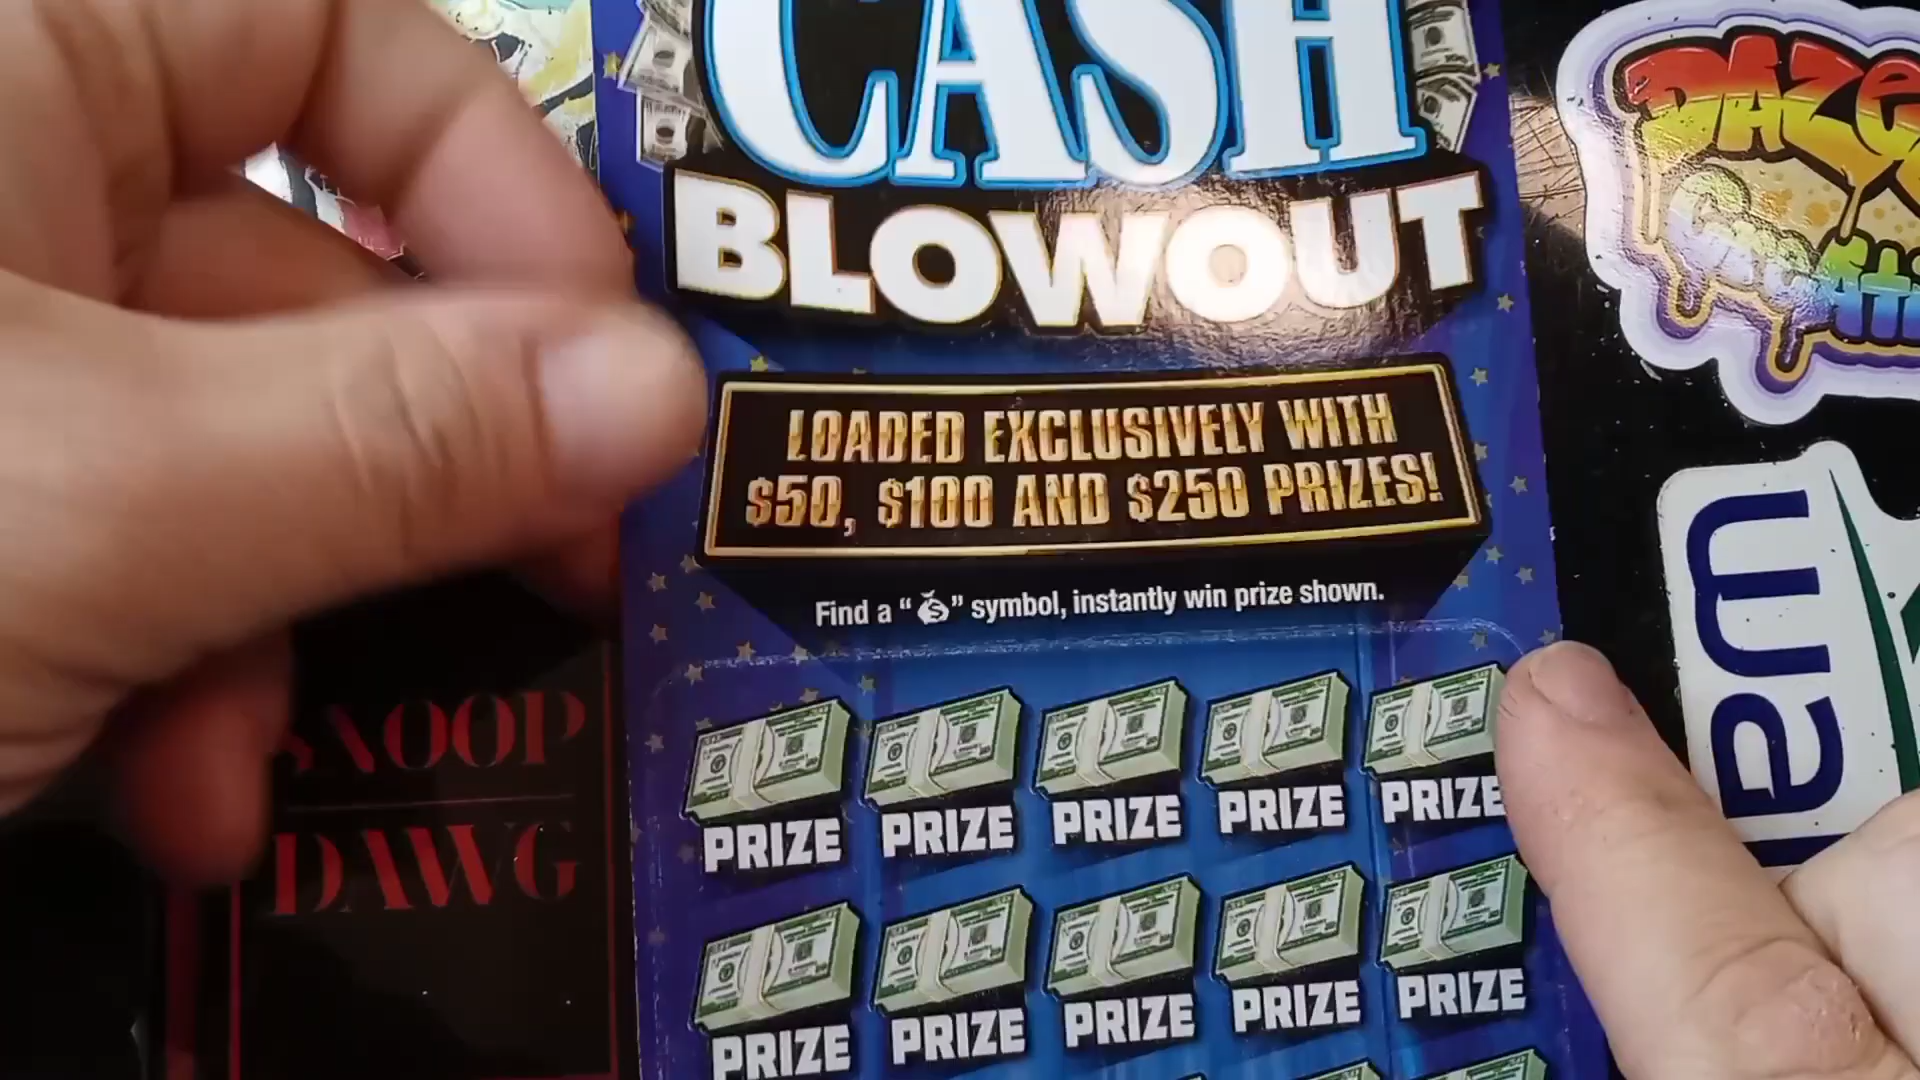 CASH
BLOWOUT
LOADED EXCLUSIVELY WITH
$50, $100 AND $250 PRIZES!
Find a " " symbol, instantly win prize shown.
PRIZE PRIZE PRIZE PRIZE PRIZE
PRIZE PRIZE PRIZE PRIZE PRIZE
SNOOP
DAWG
wa